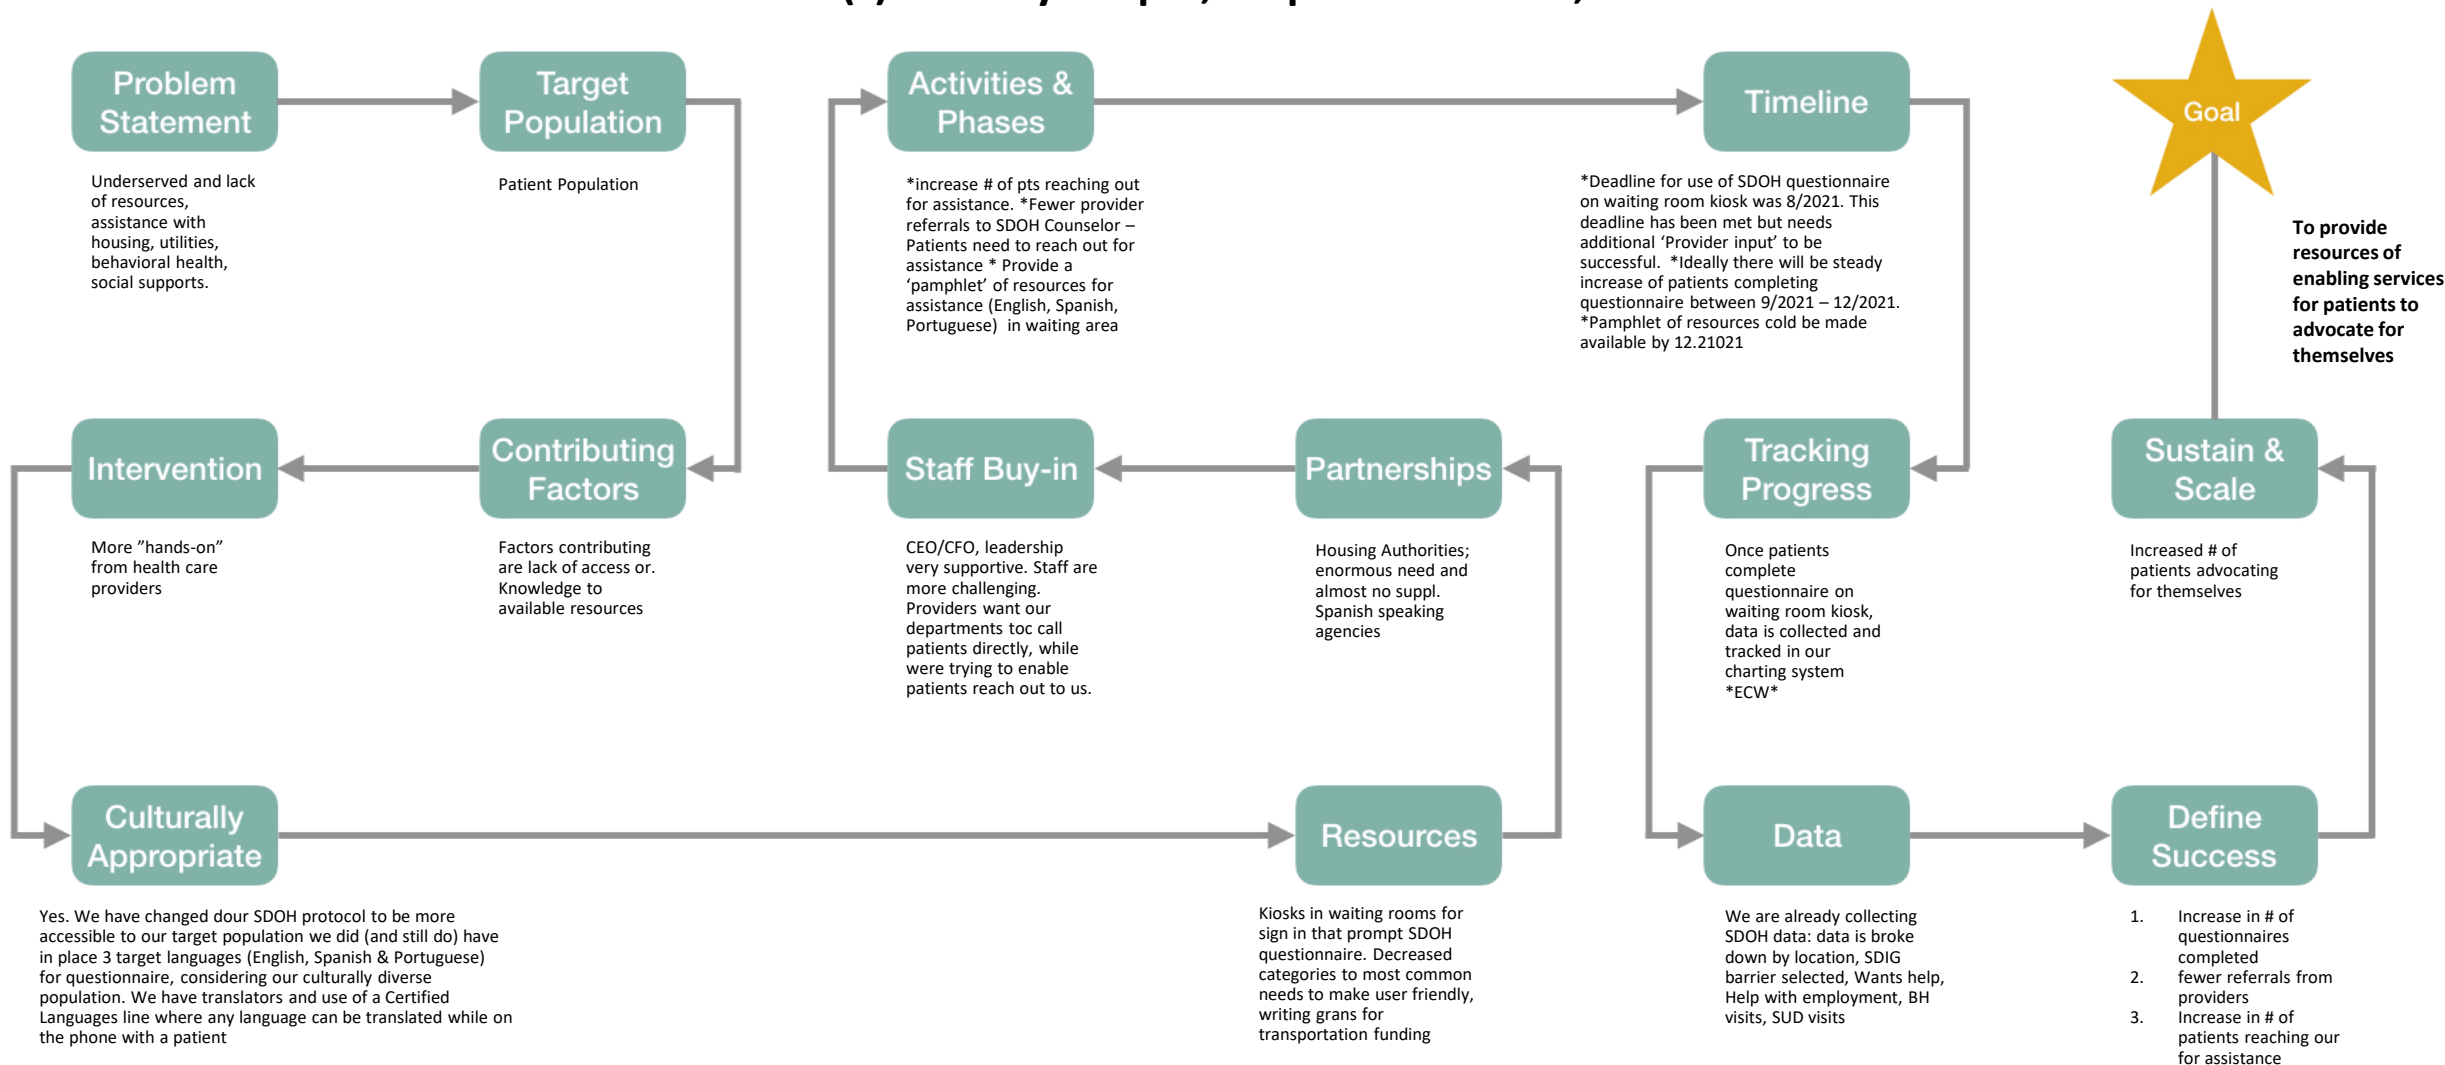 Problem
Statement
Underserved and lack
of resources,
assistance with
housing, utilities,
behavioral health,
social supports.
Target
Population
Patient Population
Contributing
Factors
Factors contributing
are lack of access or.
Knowledge to
available resources
Intervention
More ”hands-on”
from health care
providers
Culturally
Appropriate
Yes. We have changed dour SDOH protocol to be more
accessible to our target population we did (and still do) have
in place 3 target languages (English, Spanish & Portuguese)
for questionnaire, considering our culturally diverse
population. We have translators and use of a Certified
Languages line where any language can be translated while on
the phone with a patient
Resources
Kiosks in waiting rooms for
sign in that prompt SDOH
questionnaire. Decreased
categories to most common
needs to make user friendly,
writing grans for
transportation funding
Partnerships
Housing Authorities;
enormous need and
almost no suppl.
Spanish speaking
agencies
Staff Buy-in
CEO/CFO, leadership
very supportive. Staff are
more challenging.
Providers want our
departments toc call
patients directly, while
were trying to enable
patients reach out to us.
Activities &
Phases
*increase # of pts reaching out
for assistance. *Fewer provider
referrals to SDOH Counselor –
Patients need to reach out for
assistance * Provide a
‘pamphlet’ of resources for
assistance (English, Spanish,
Portuguese) in waiting area
Timeline
*Deadline for use of SDOH questionnaire
on waiting room kiosk was 8/2021. This
deadline has been met but needs
additional ‘Provider input’ to be
successful. *Ideally there will be steady
increase of patients completing
questionnaire between 9/2021 – 12/2021.
*Pamphlet of resources cold be made
available by 12.21021
Tracking
Progress
Once patients
complete
questionnaire on
waiting room kiosk,
data is collected and
tracked in our
charting system
*ECW*
Data
We are already collecting
SDOH data: data is broke
down by location, SDIG
barrier selected, Wants help,
Help with employment, BH
visits, SUD visits
Define
Success
1. Increase in # of
questionnaires
completed
2. fewer referrals from
providers
3. Increase in # of
patients reaching our
for assistance
Sustain &
Scale
Increased # of
patients advocating
for themselves
Goal
To provide
resources of
enabling services
for patients to
advocate for
themselves